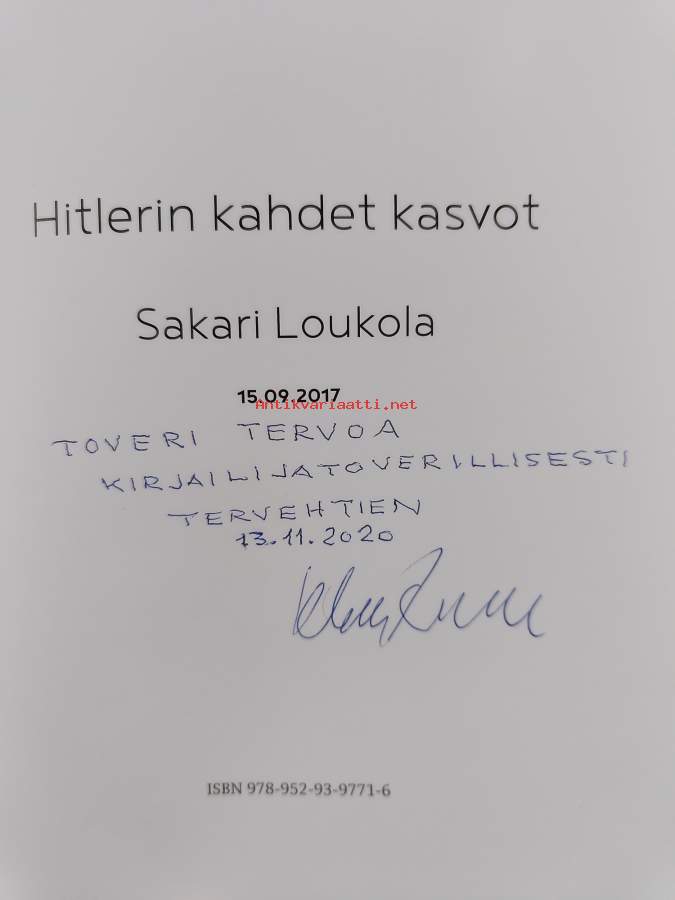 Hitlerin kahdet kasvot
Sakari Loukola
15.09.2017
Antikvariaatti.net
TOVERI TERVOA
KIRJAILIJATOVERILLISESTI
TERVEHTIEN
13.11.2020
ISBN 978-952-93-9771-6